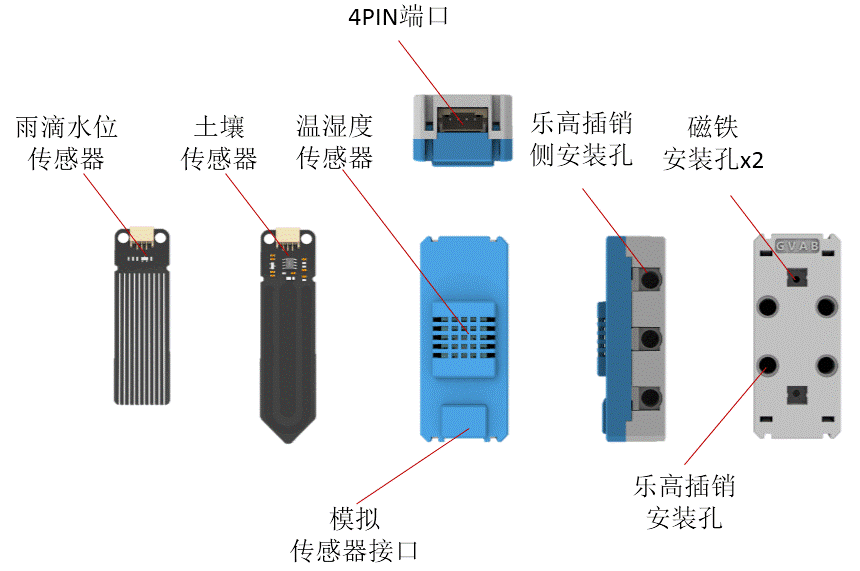 4PIN端口
雨滴水位
传感器
土壤
传感器
温湿度
传感器
乐高插销
侧安装孔
磁铁
安装孔x2
GVAB
乐高插销
安装孔
模拟
传感器接口